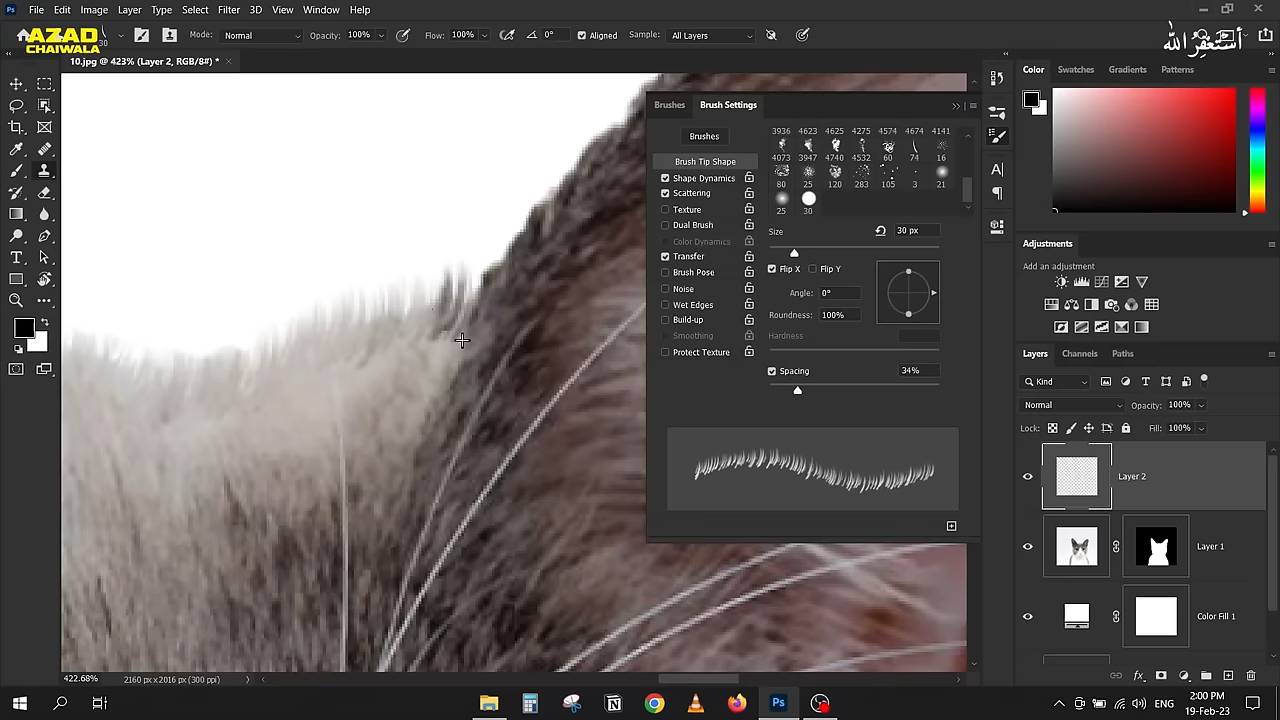 File Edit Image Layer Type Select Filter 3D View Window Help
AZAD
CHAIWALA
30 Mode: Normal Opacity: 100% Flow: 100% 0° Aligned Sample: All Layers
أستغفر الله
10.jpg @ 423% (Layer 2, RGB/8#) *
Color Swatches Gradients Patterns
Brushes Brush Settings
Brushes
3936 4623 4625 4275 4574 4674 4141
4073 3947 4740 4532 60 74 16
80 25 120 283 105 3 21
25 30
Brush Tip Shape
Shape Dynamics
Scattering
Texture
Dual Brush
Color Dynamics
Transfer
Brush Pose
Noise
Wet Edges
Build-up
Smoothing
Protect Texture
Size 30 px
Flip X Flip Y
Angle: 0°
Roundness: 100%
Hardness
Spacing 34%
Adjustments
Add an adjustment
Layers Channels Paths
Kind
Normal Opacity: 100%
Lock: Fill: 100%
Layer 2
Layer 1
Color Fill 1
422.68% 2160 px x 2016 px (300 ppi)
ENG 2:00 PM
19-Feb-23